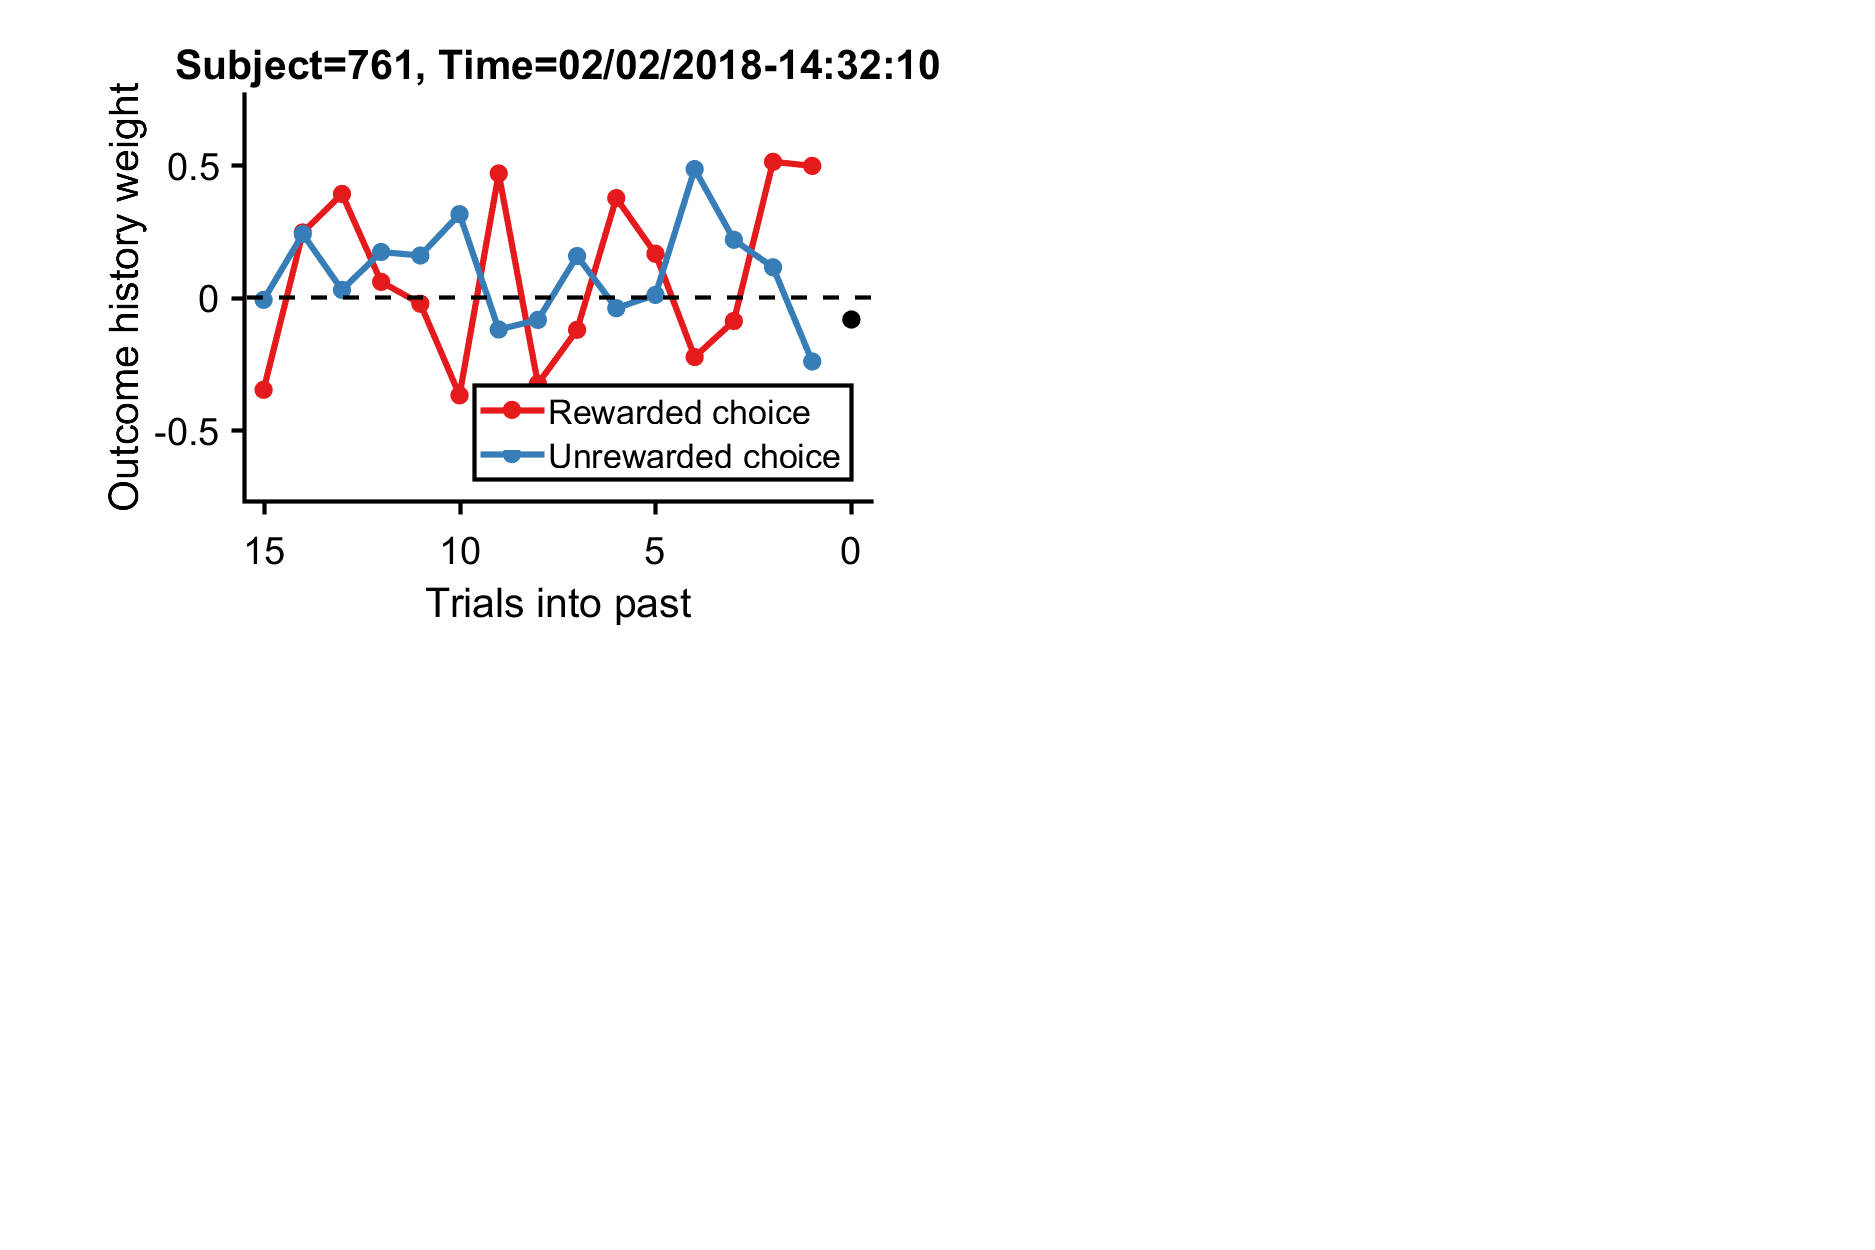 Subject=761, Time=02/02/2018-14:32:10
Outcome history weight
0.5
0
-0.5
Rewarded choice
Unrewarded choice
15 10 5 0
Trials into past